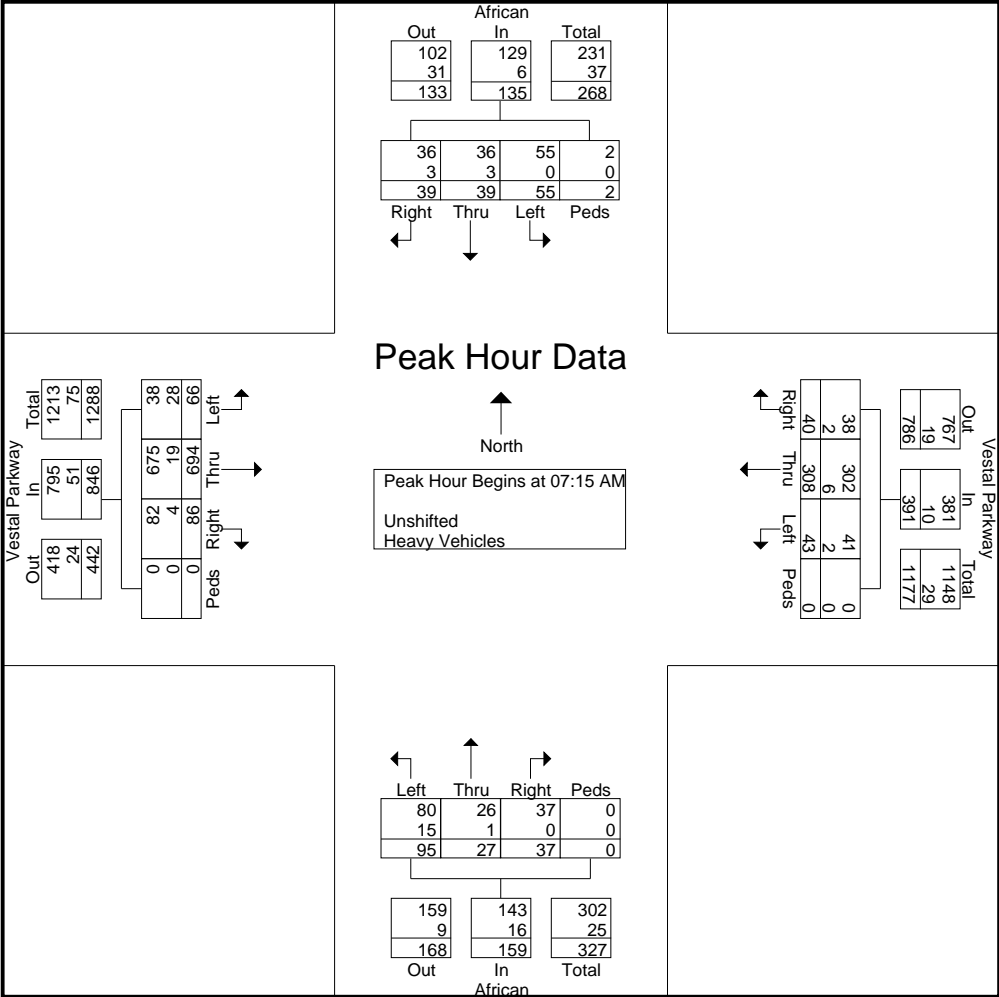 African
Out In Total
102 129 231
31 6 37
133 135 268
36 36 55 2
3 3 0 0
39 39 55 2
Right Thru Left Peds
Peak Hour Data
North
Peak Hour Begins at 07:15 AM
Unshifted
Heavy Vehicles
Vestal Parkway
Out In Total
418 795 1213
24 51 75
442 846 1288
0 82 675 38
0 4 19 28
0 86 694 66
Peds Right Thru Left
Vestal Parkway
Out In Total
767 381 1148
19 10 29
786 391 1177
38 302 41 0
2 6 2 0
40 308 43 0
Right Thru Left Peds
Left Thru Right Peds
80 26 37 0
15 1 0 0
95 27 37 0
159 143 302
9 16 25
168 159 327
Out In Total
African